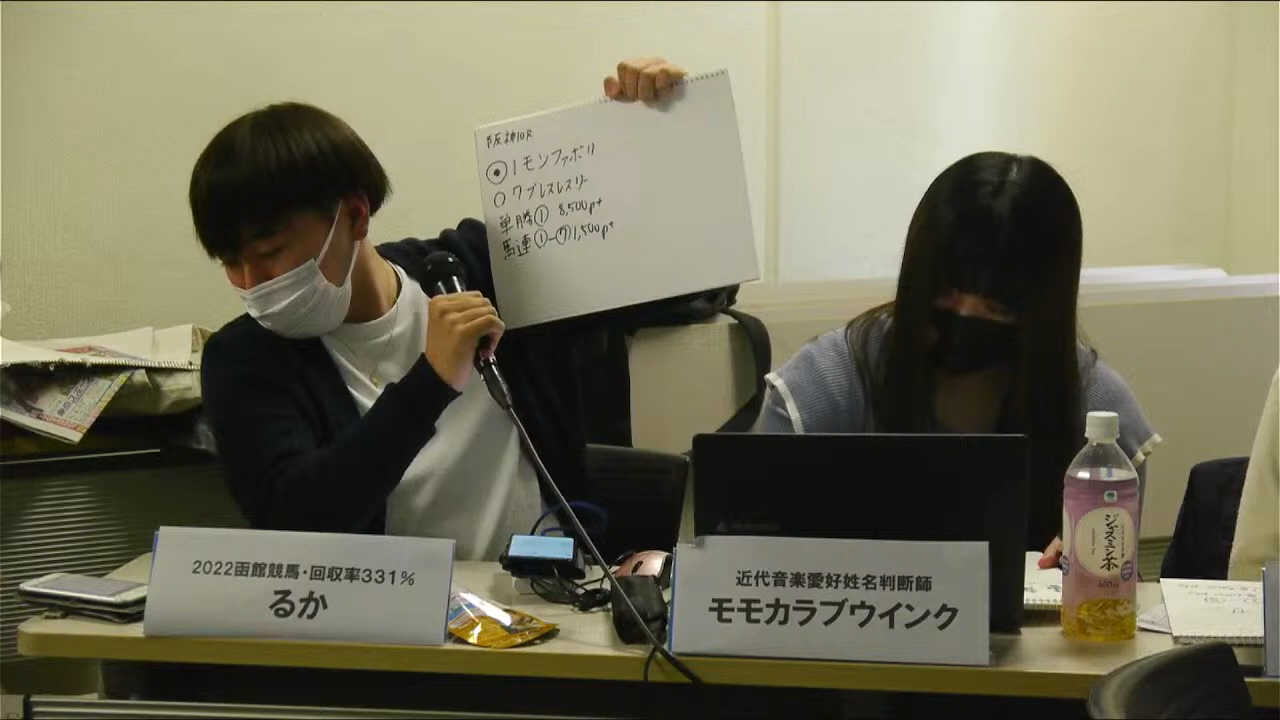 阪神10R
◎1モンファボリ
○7ブレスレスリー
単勝① 8,500pt
馬連①-⑦1,500pt
2022函館競馬・回収率331%
るか
近代音楽愛好姓名判断師
モモカラブウインク
ジャスミン茶